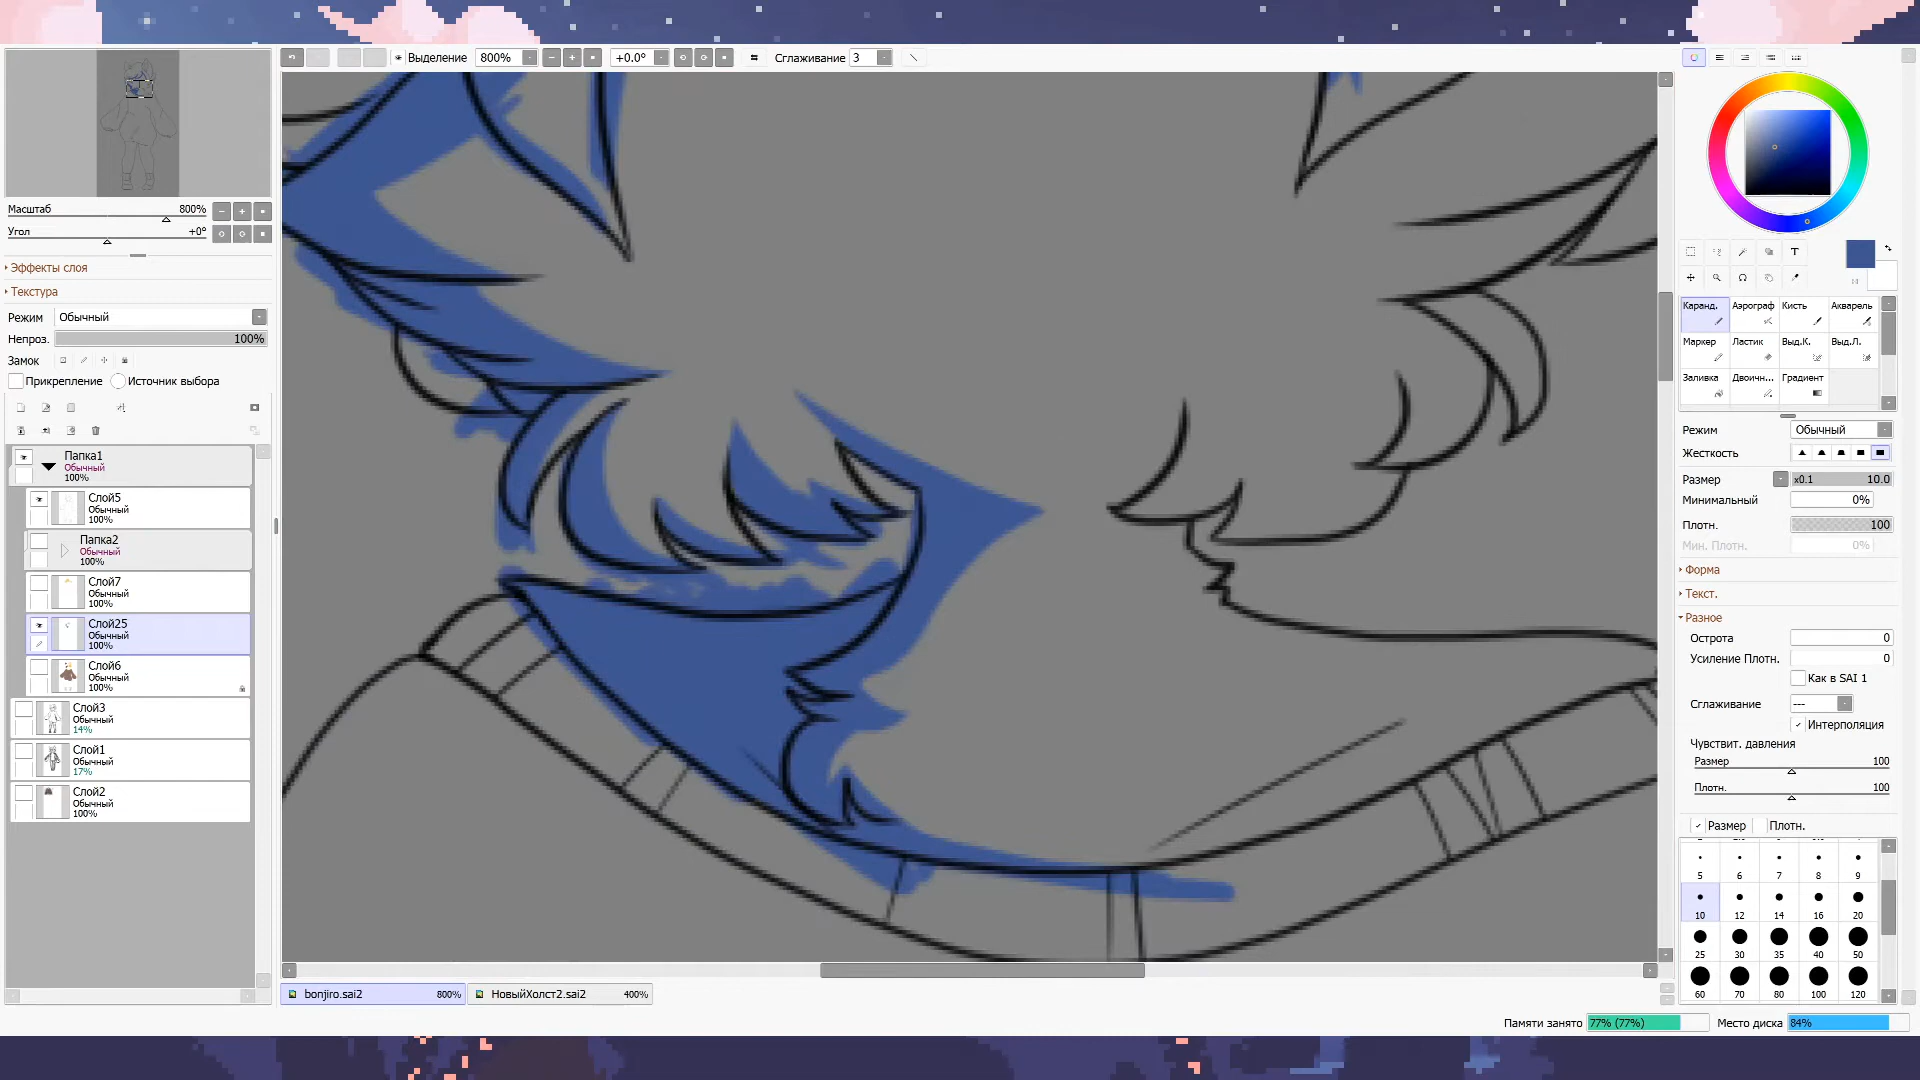 Выделение 800% +0.0° Сглаживание 3
Масштаб 800%
Угол +0°
Эффекты слоя
Текстура
Режим Обычный
Непроз. 100%
Замок
Прикрепление Источник выбора
Папка1
Обычный
100%
Слой5
Обычный
100%
Папка2
Обычный
100%
Слой7
Обычный
100%
Слой25
Обычный
100%
Слой6
Обычный
100%
Слой3
Обычный
14%
Слой1
Обычный
17%
Слой2
Обычный
100%
bonjiro.sai2 800% НовыйХолст2.sai2 400%
T
Каранд. Аэрограф Кисть Акварель
Маркер Ластик Выд.К. Выд.Л.
Заливка Двоичн... Градиент
Режим Обычный
Жесткость
Размер x0.1 10.0
Минимальный 0%
Плотн. 100
Мин. Плотн. 0%
Форма
Текст.
Разное
Острота 0
Усиление Плотн. 0
Как в SAI 1
Сглаживание ---
Интерполяция
Чувствит. давления
Размер 100
Плотн. 100
Размер Плотн.
5 6 7 8 9
10 12 14 16 20
25 30 35 40 50
60 70 80 100 120
Памяти занято 77% (77%) Место диска 84%